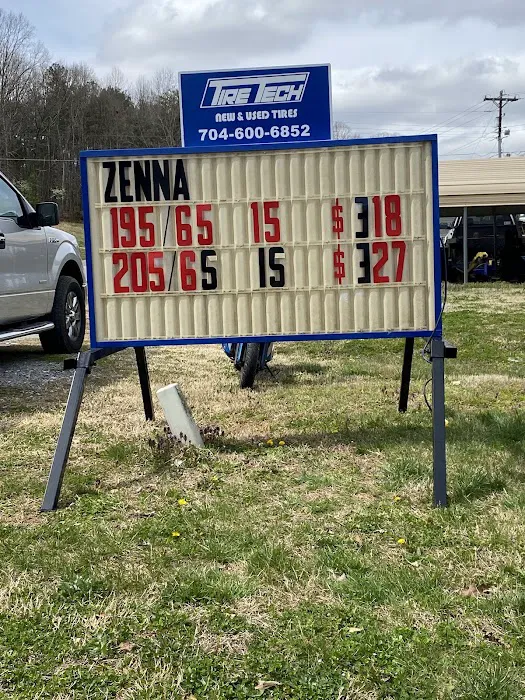 TIRE TECH
NEW & USED TIRES
704-600-6852
ZENNA
195/65 15 $318
205/65 15 $327